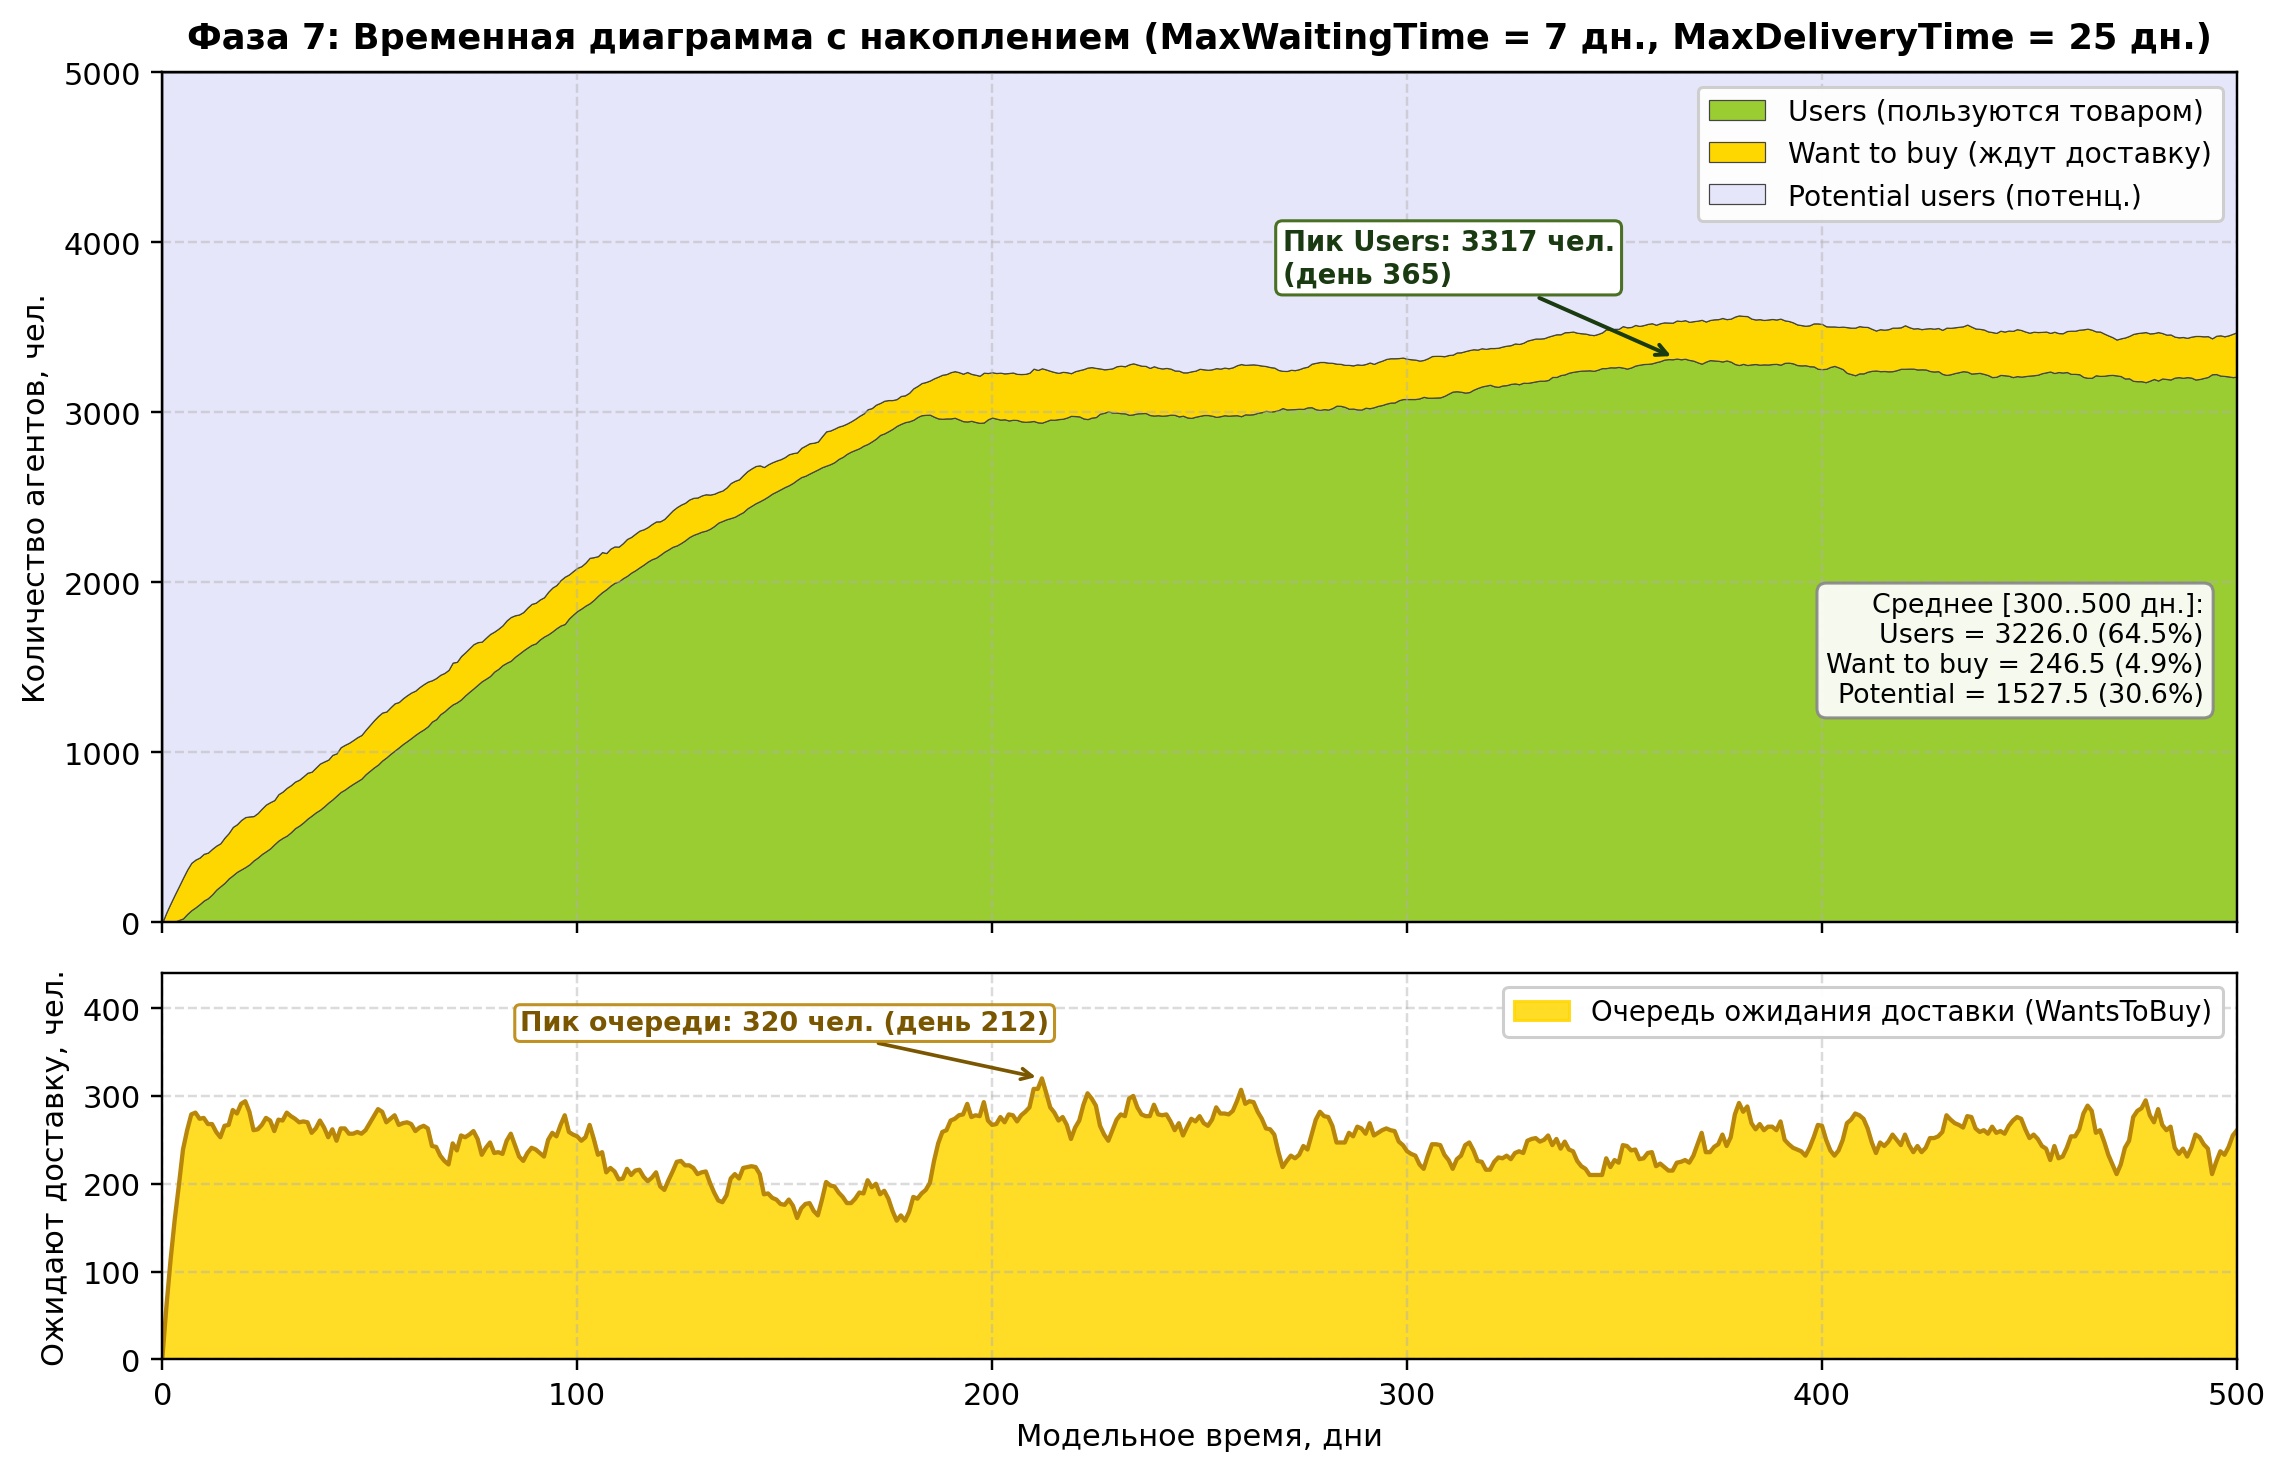 Фаза 7: Временная диаграмма с накоплением (MaxWaitingTime = 7 дн., MaxDeliveryTime = 25 дн.)
Количество агентов, чел.
5000
4000
3000
2000
1000
0
Users (пользуются товаром)
Want to buy (ждут доставку)
Potential users (потенц.)
Пик Users: 3317 чел.
(день 365)
Среднее [300..500 дн.]:
Users = 3226.0 (64.5%)
Want to buy = 246.5 (4.9%)
Potential = 1527.5 (30.6%)
Ожидают доставку, чел.
400
300
200
100
0
Пик очереди: 320 чел. (день 212)
Очередь ожидания доставки (WantsToBuy)
0
100
200
300
400
500
Модельное время, дни